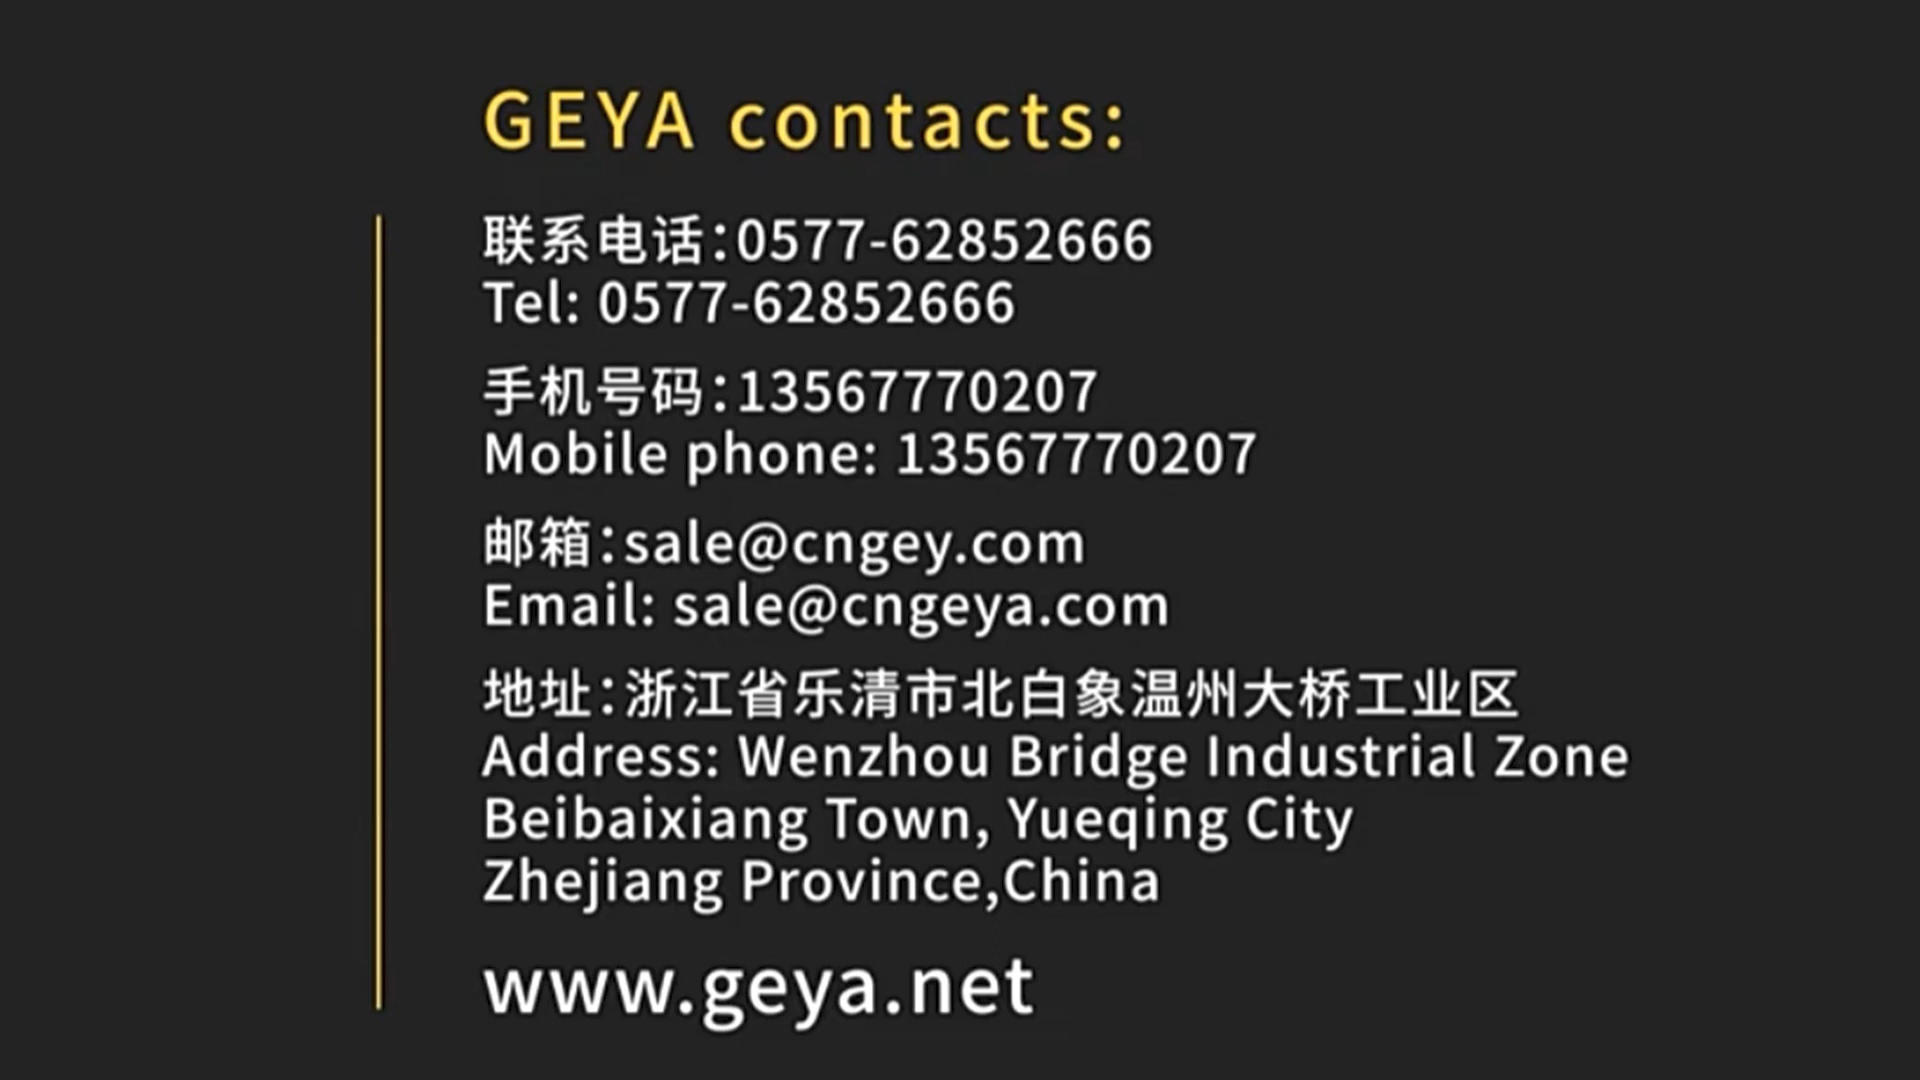 GEYA contacts:
联系电话:0577-62852666
Tel: 0577-62852666
手机号码:13567770207
Mobile phone: 13567770207
邮箱:sale@cngey.com
Email: sale@cngeya.com
地址:浙江省乐清市北白象温州大桥工业区
Address: Wenzhou Bridge Industrial Zone
Beibaixiang Town, Yueqing City
Zhejiang Province,China
www.geya.net